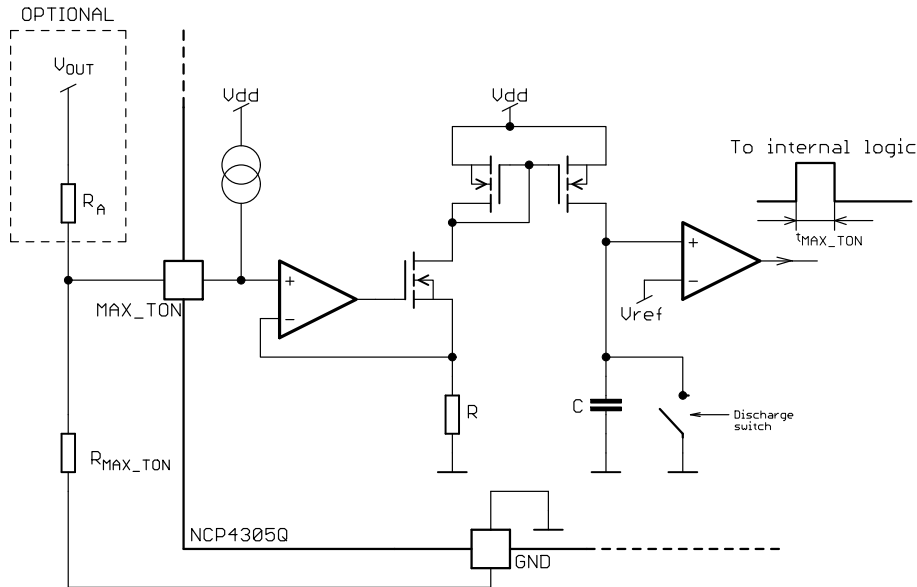 OPTIONAL
VOUT
Vdd
Vdd
To internal logic
RA
tMAX_TON
+
+
−
MAX_TON
−
Vref
R
C
Discharge
switch
RMAX_TON
NCP4305Q
GND